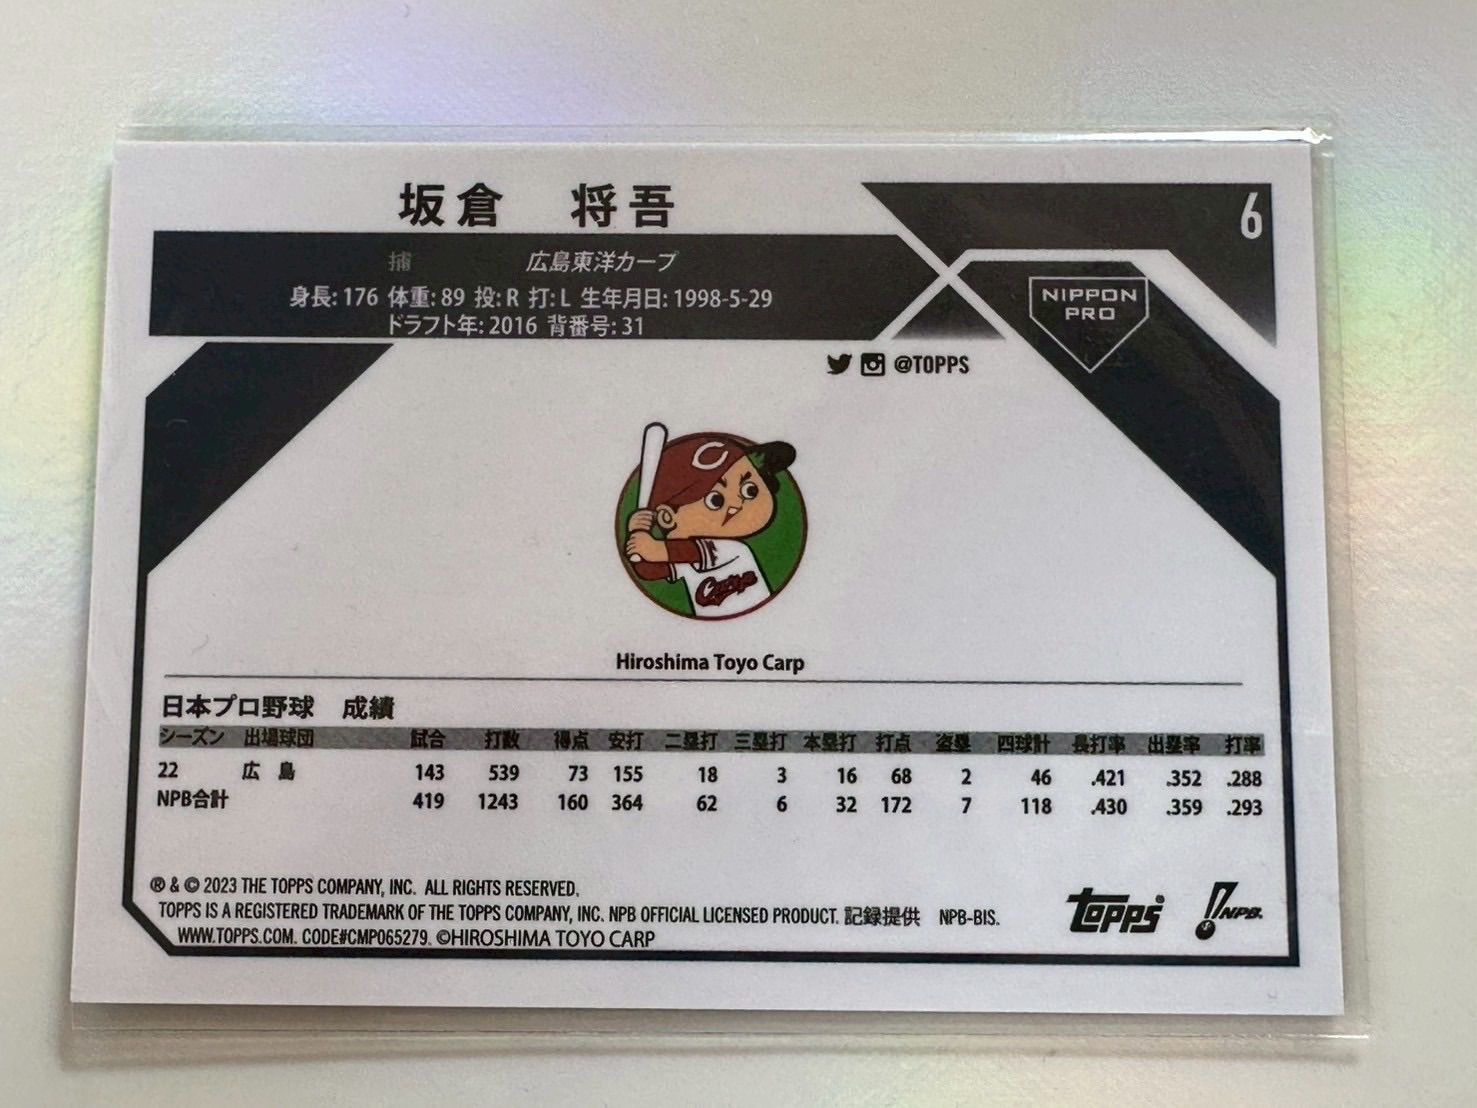 坂倉 将吾
6
捕 広島東洋カープ
身長: 176 体重: 89 投: R 打: L 生年月日: 1998-5-29
ドラフト年: 2016 背番号: 31
NIPPON
PRO
@TOPPS
C
Carp
Hiroshima Toyo Carp
日本プロ野球 成績
シーズン 出場球団 試合 打数 得点 安打 二塁打 三塁打 本塁打 打点 盗塁 四球計 長打率 出塁率 打率
22 広 島 143 539 73 155 18 3 16 68 2 46 .421 .352 .288
NPB合計 419 1243 160 364 62 6 32 172 7 118 .430 .359 .293
® & © 2023 THE TOPPS COMPANY, INC. ALL RIGHTS RESERVED.
TOPPS IS A REGISTERED TRADEMARK OF THE TOPPS COMPANY, INC. NPB OFFICIAL LICENSED PRODUCT. 記録提供 NPB-BIS.
WWW.TOPPS.COM. CODE#CMP065279. ©HIROSHIMA TOYO CARP
topps®
NPB.